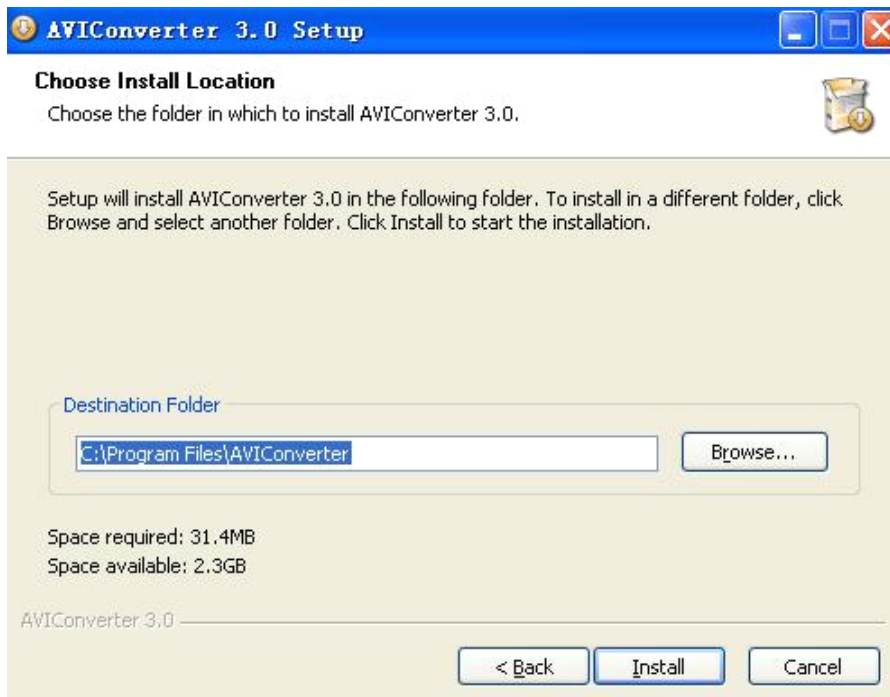 AVIConverter 3.0 Setup
Choose Install Location
Choose the folder in which to install AVIConverter 3.0.
Setup will install AVIConverter 3.0 in the following folder. To install in a different folder, click
Browse and select another folder. Click Install to start the installation.
Destination Folder
C:\Program Files\AVIConverter
Browse...
Space required: 31.4MB
Space available: 2.3GB
AVIConverter 3.0
< Back
Install
Cancel